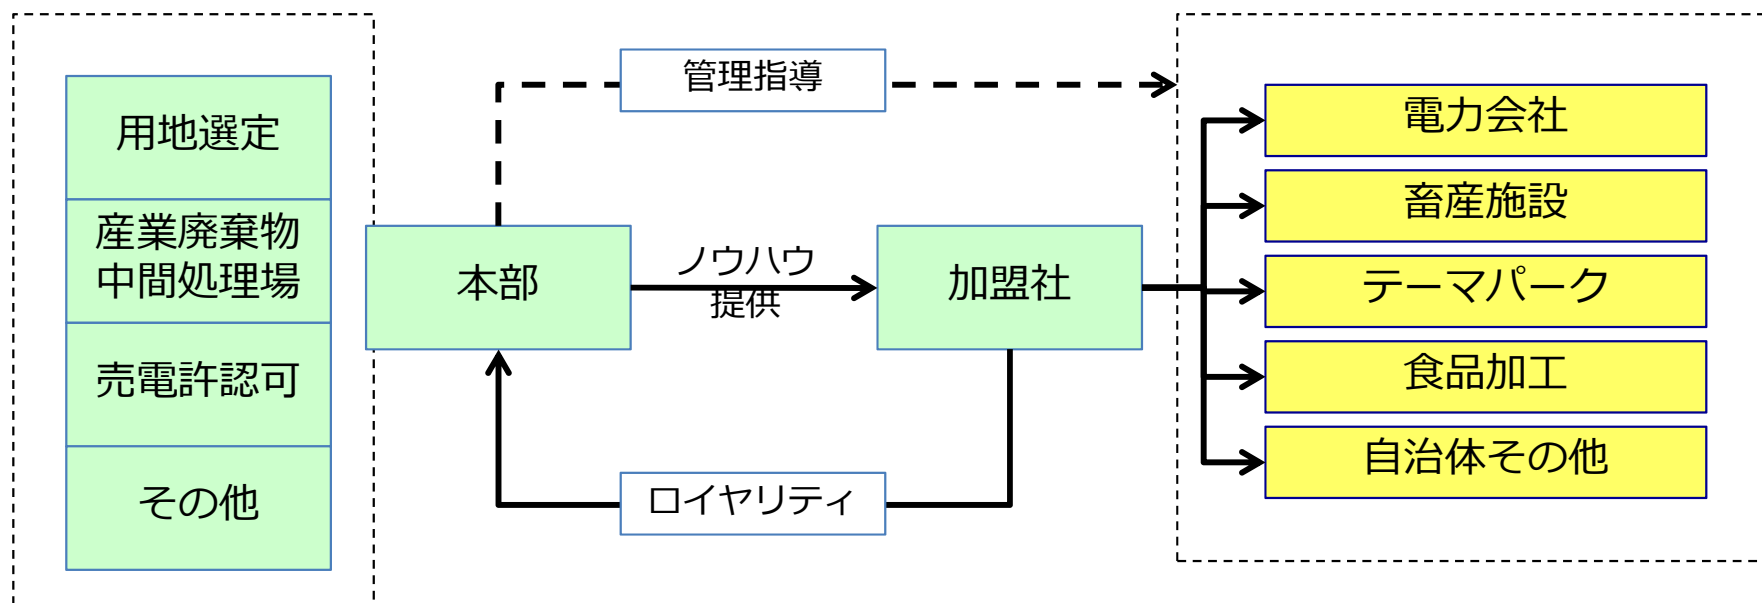 用地選定
産業廃棄物
中間処理場
売電許認可
その他
管理指導
本部
ノウハウ
提供
加盟社
ロイヤリティ
電力会社
畜産施設
テーマパーク
食品加工
自治体その他